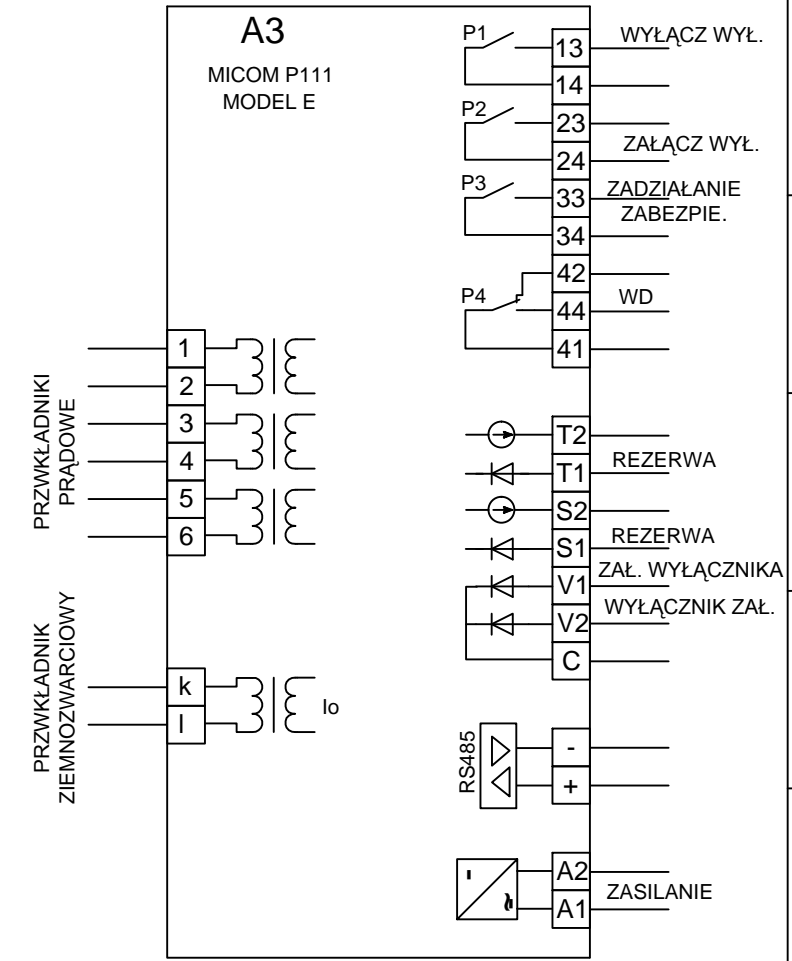 A3
MICOM P111
MODEL E
P1
13
WYŁĄCZ WYŁ.
14
P2
23
24
ZAŁĄCZ WYŁ.
P3
33
ZADZIAŁANIE
ZABEZPIE.
34
42
P4
44
WD
41
PRZWKŁADNIKI
PRĄDOWE
1
2
3
4
5
6
T2
T1
REZERWA
S2
S1
REZERWA
V1
ZAŁ. WYŁĄCZNIKA
V2
WYŁĄCZNIK ZAŁ.
C
PRZWKŁADNIK
ZIEMNOZWARCIOWY
k
l
Io
RS485
-
+
A2
A1
ZASILANIE